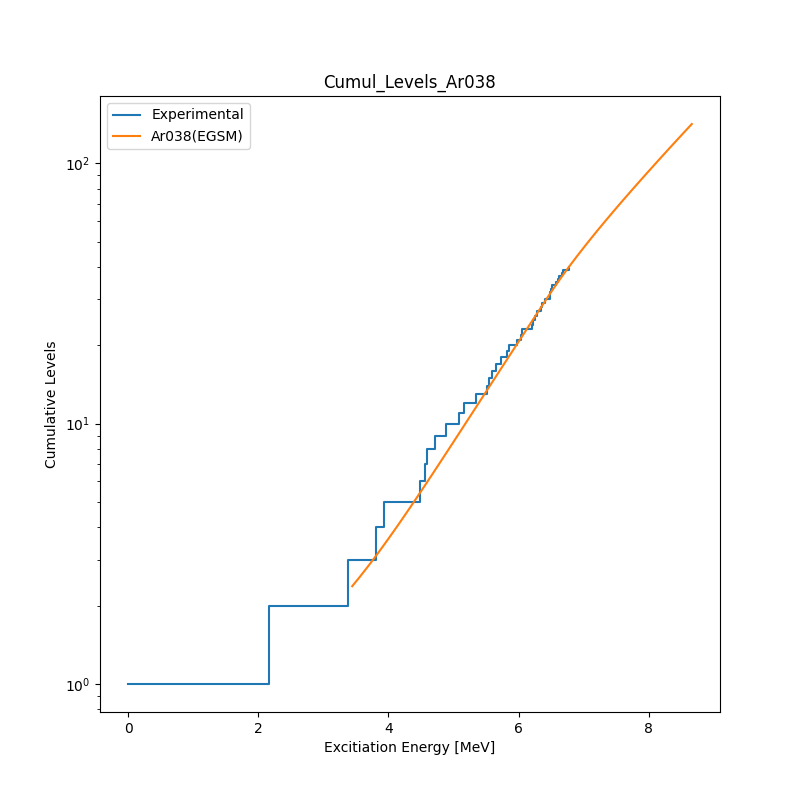 Cumul_Levels_Ar038
Experimental
Ar038(EGSM)
10²
10¹
10⁰
Cumulative Levels
0 2 4 6 8
Excitiation Energy [MeV]